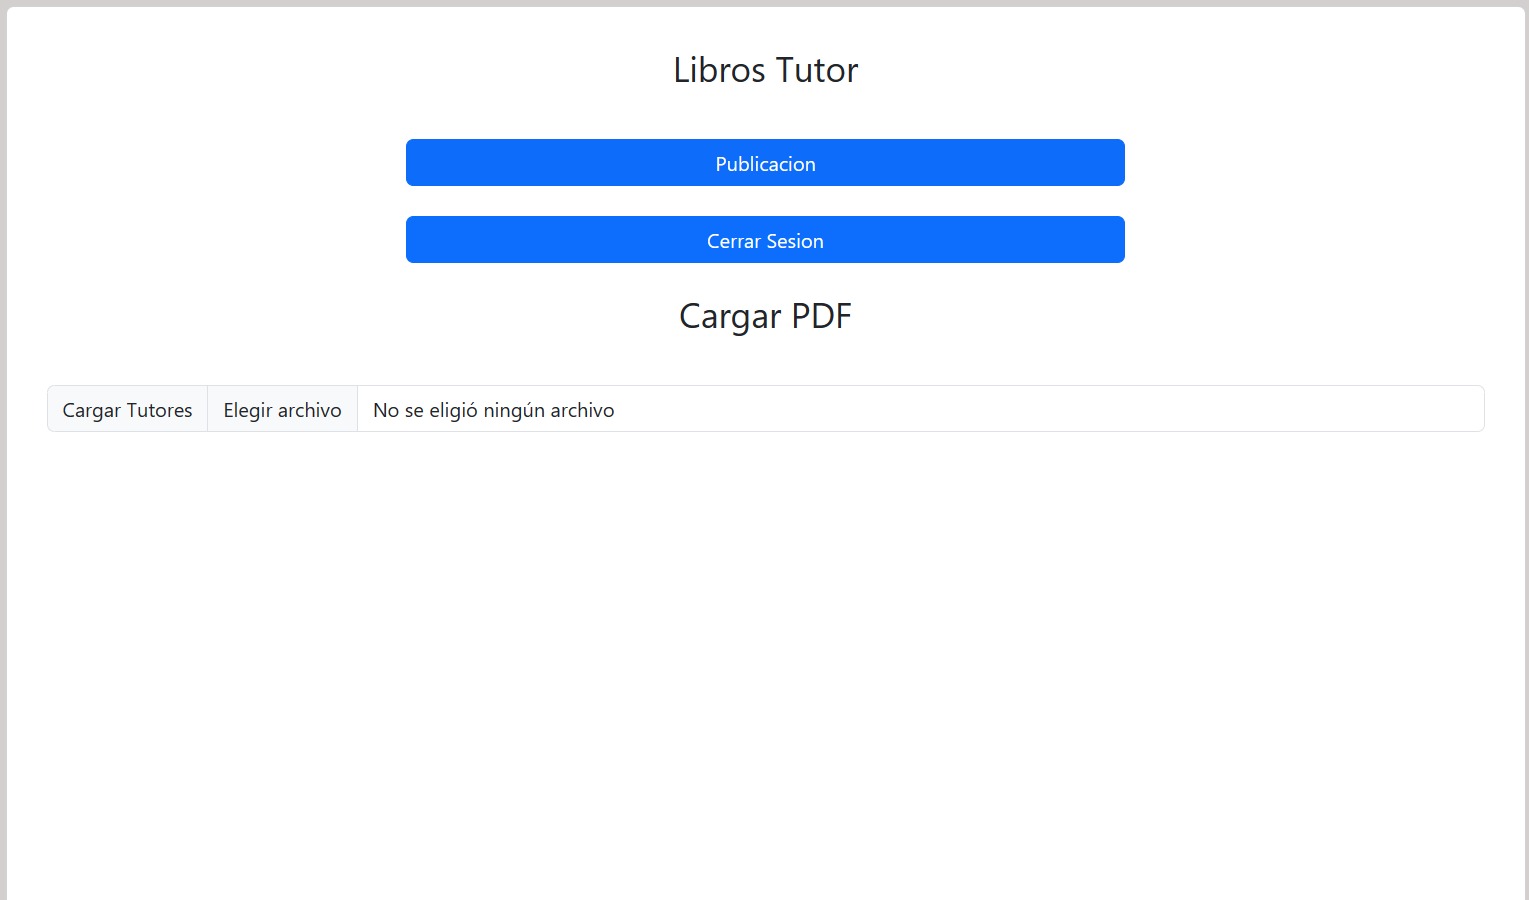 Libros Tutor
Publicacion
Cerrar Sesion
Cargar PDF
Cargar Tutores Elegir archivo No se eligió ningún archivo